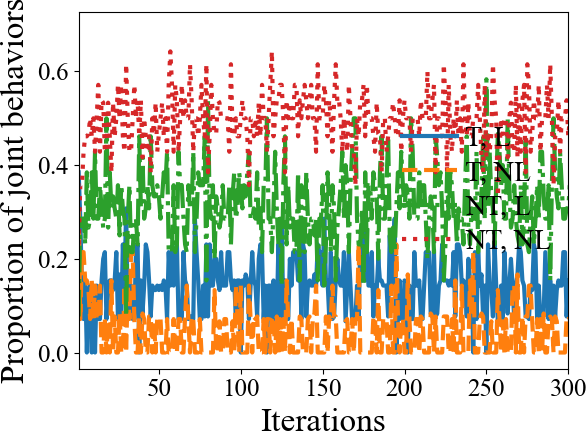 Proportion of joint behaviors
0.6
0.4
0.2
0.0
T, L
T, NL
NT, L
NT, NL
50 100 150 200 250 300
Iterations